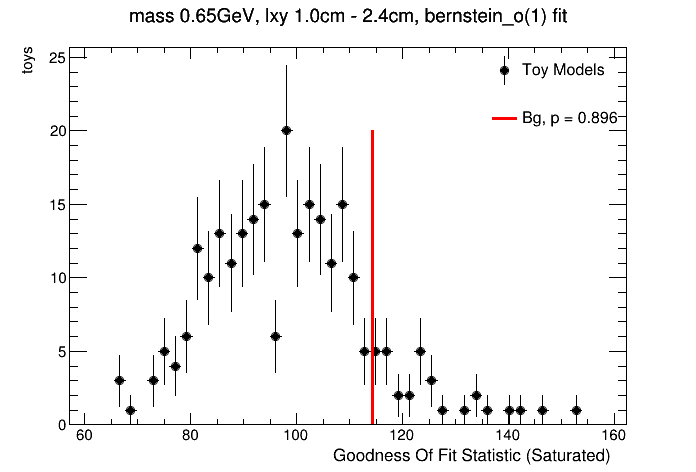 mass 0.65GeV, lxy 1.0cm - 2.4cm, bernstein_o(1) fit
toys
25
20
15
10
5
0
Toy Models
Bg, p = 0.896
60
80
100
120
140
160
Goodness Of Fit Statistic (Saturated)